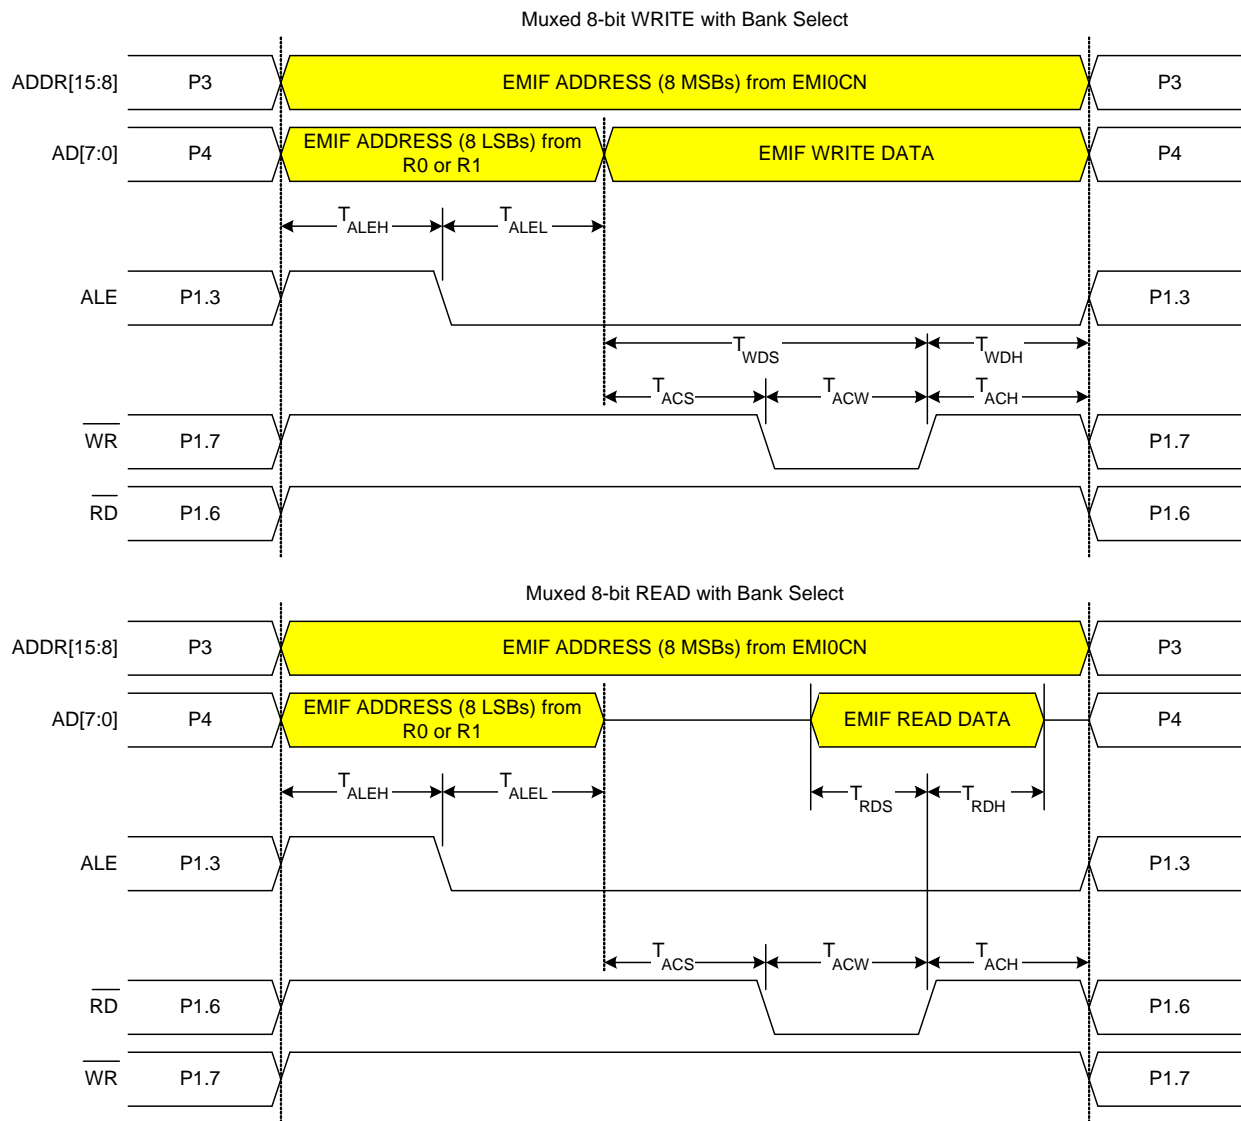 Muxed 8-bit WRITE with Bank Select
ADDR[15:8] P3 EMIF ADDRESS (8 MSBs) from EMI0CN P3
AD[7:0] P4 EMIF ADDRESS (8 LSBs) from
R0 or R1 EMIF WRITE DATA P4
TALEH TALEL
ALE P1.3 P1.3
TWDS TWDH
TACS TACW TACH
WR P1.7 P1.7
RD P1.6 P1.6
Muxed 8-bit READ with Bank Select
ADDR[15:8] P3 EMIF ADDRESS (8 MSBs) from EMI0CN P3
AD[7:0] P4 EMIF ADDRESS (8 LSBs) from
R0 or R1 EMIF READ DATA P4
TALEH TALEL TRDS TRDH
ALE P1.3 P1.3
TACS TACW TACH
RD P1.6 P1.6
WR P1.7 P1.7